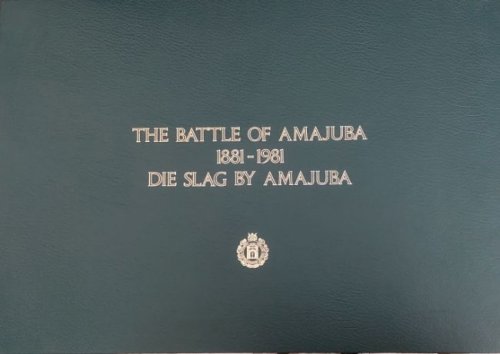 THE BATTLE OF AMAJUBA
1881-1981
DIE SLAG BY AMAJUBA